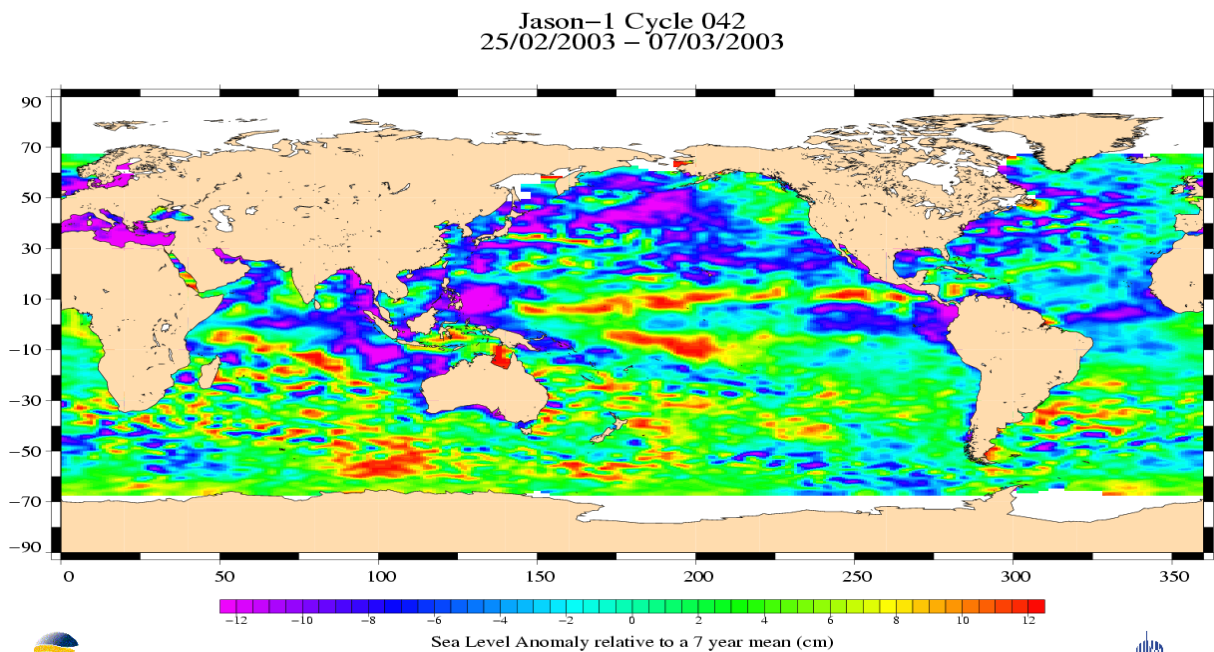 Jason−1 Cycle 042
25/02/2003 − 07/03/2003
90
70
50
30
10
−10
−30
−50
−70
−90
0 50 100 150 200 250 300 350
−12 −10 −8 −6 −4 −2 0 2 4 6 8 10 12
Sea Level Anomaly relative to a 7 year mean (cm)